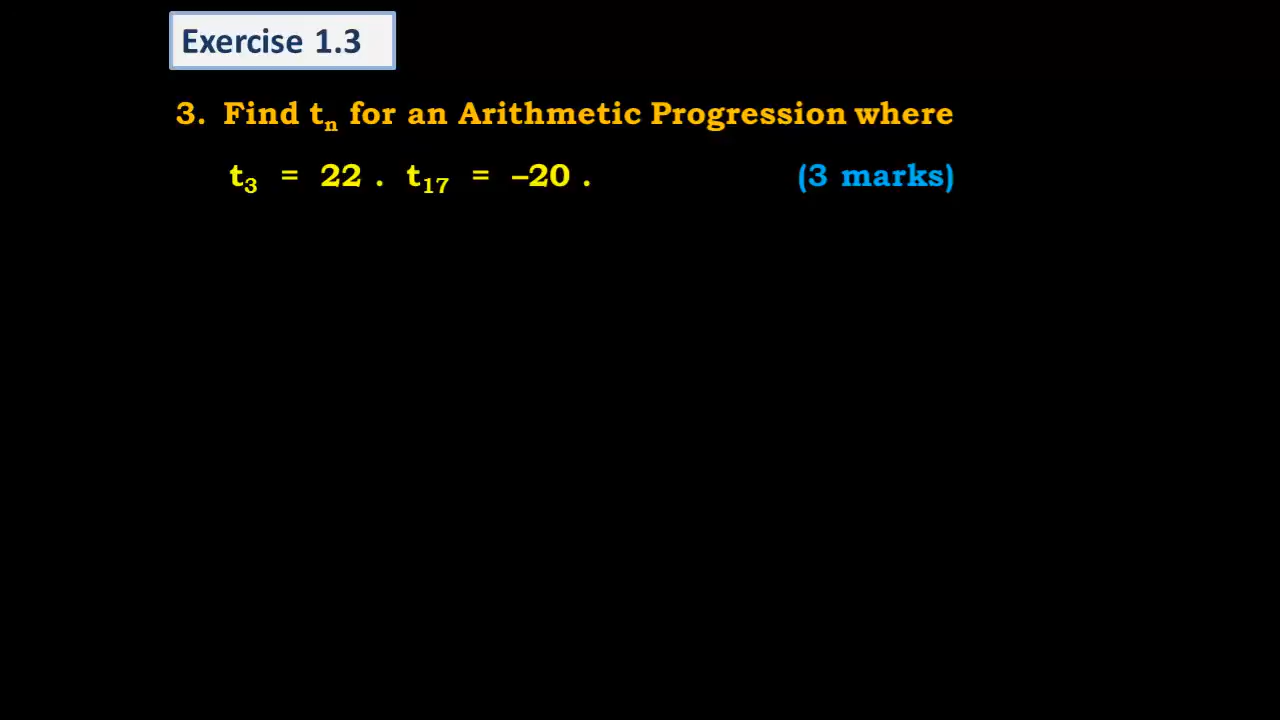 Exercise 1.3
3. Find tn for an Arithmetic Progression where
t3 = 22 . t17 = –20 . (3 marks)